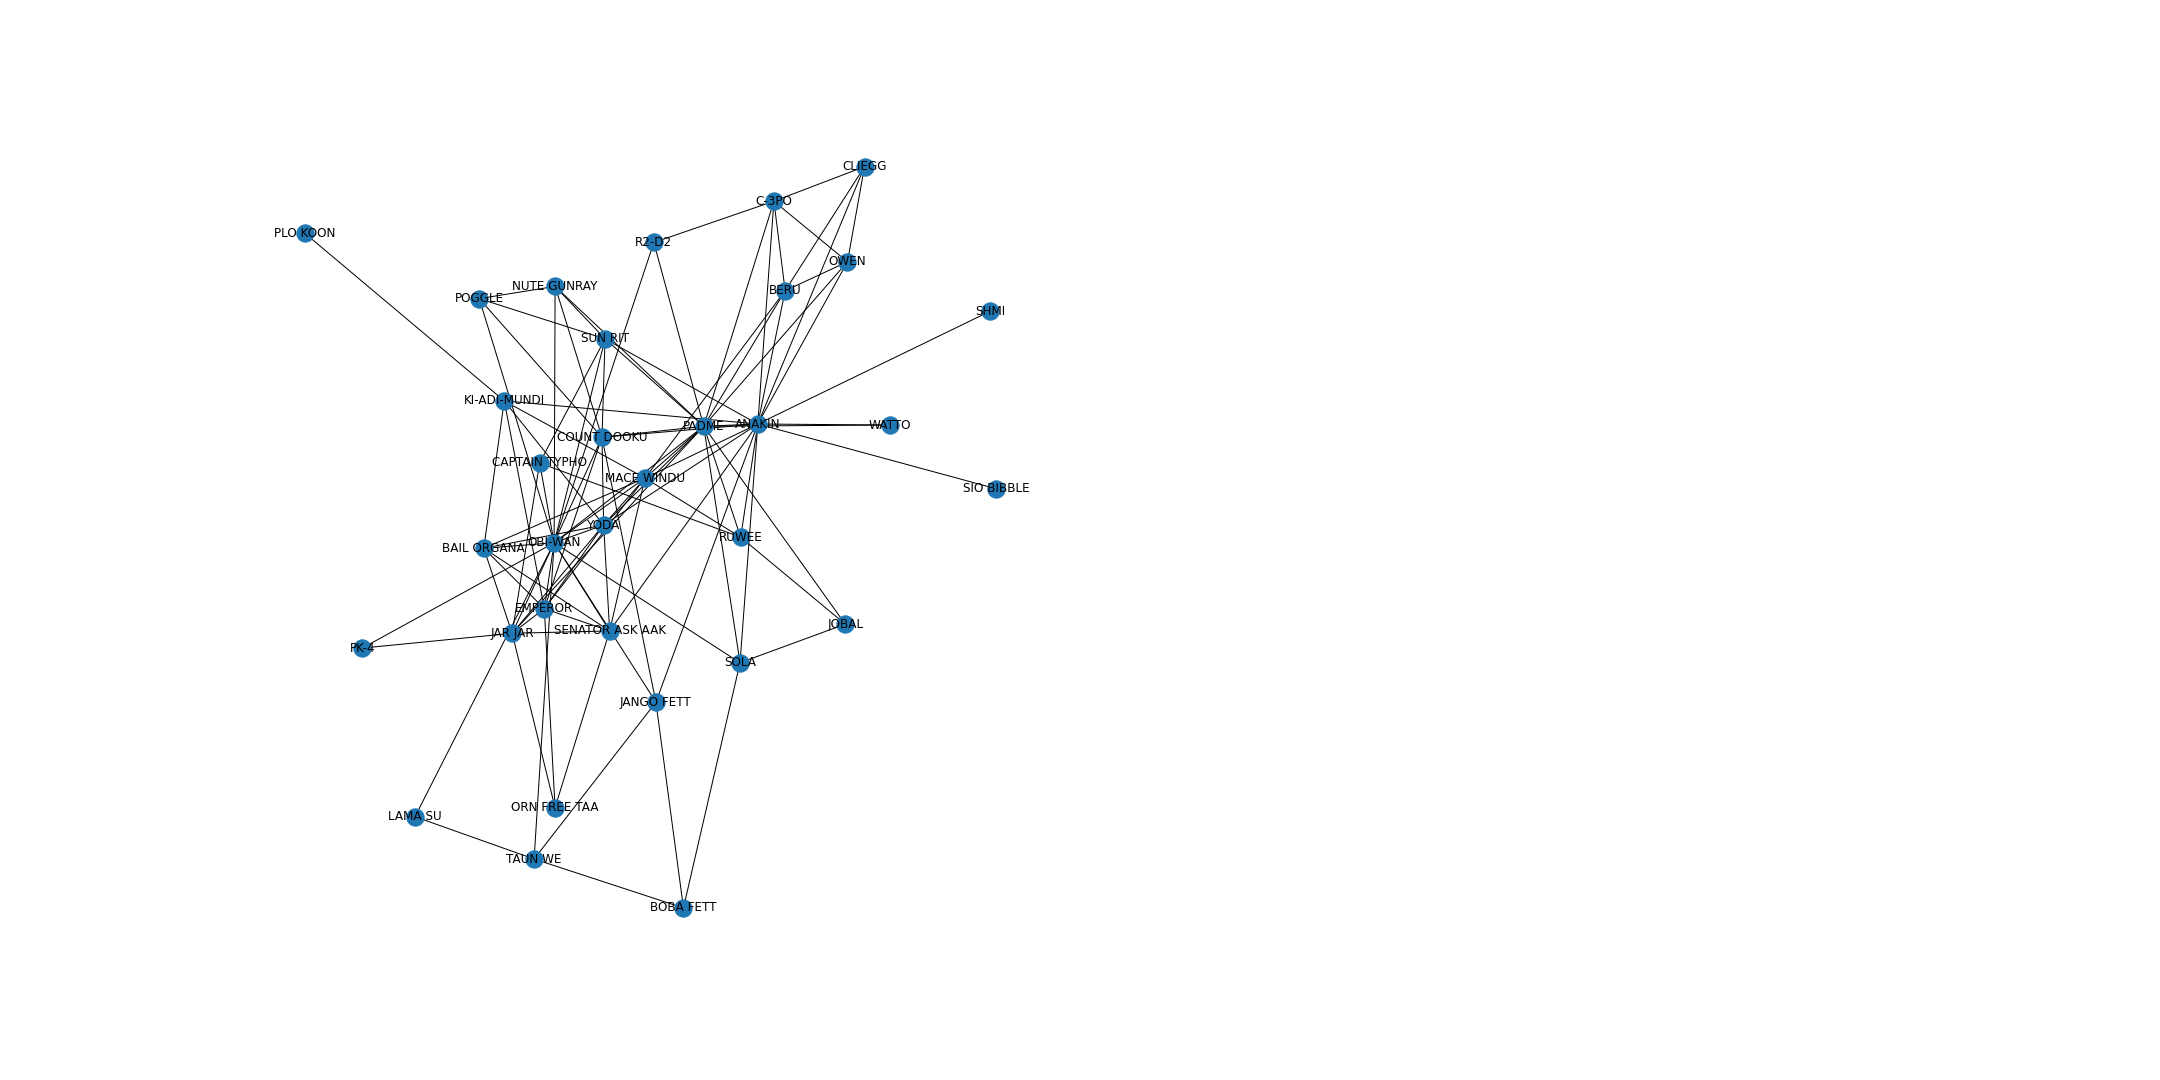 CLIEGG
C-3PO
PLO KOON
R2-D2
OWEN
NUTE GUNRAY
BERU
POGGLE
SHMI
SUN RIT
KI-ADI-MUNDI
PADME
ANAKIN
WATTO
COUNT DOOKU
CAPTAIN TYPHO
MACE WINDU
SIO BIBBLE
YODA
RUWEE
BAIL ORGANA
OBI-WAN
EMPEROR
JOBAL
JAR JAR
SENATOR ASK AAK
PK-4
SOLA
JANGO FETT
ORN FREE TAA
LAMA SU
TAUN WE
BOBA FETT